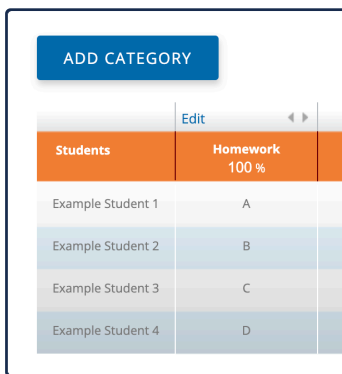 ADD CATEGORY
Edit
Students Homework
100 %
Example Student 1 A
Example Student 2 B
Example Student 3 C
Example Student 4 D